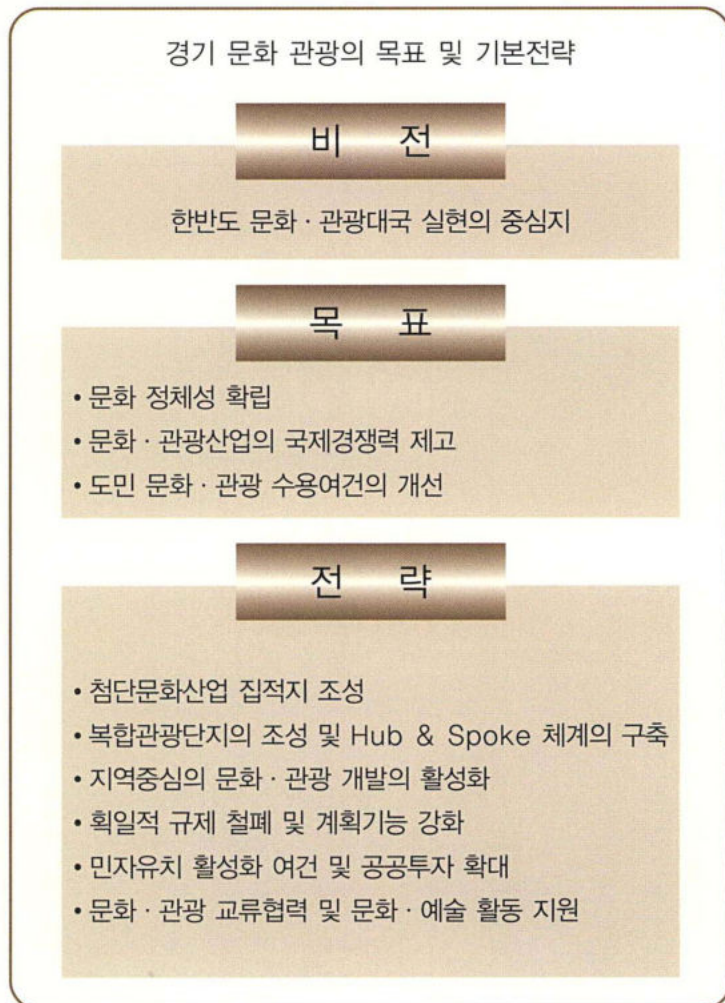 경기 문화 관광의 목표 및 기본전략
비 전
한반도 문화 · 관광대국 실현의 중심지
목 표
• 문화 정체성 확립
• 문화 · 관광산업의 국제경쟁력 제고
• 도민 문화 · 관광 수용여건의 개선
전 략
• 첨단문화산업 집적지 조성
• 복합관광단지의 조성 및 Hub & Spoke 체계의 구축
• 지역중심의 문화 · 관광 개발의 활성화
• 획일적 규제 철폐 및 계획기능 강화
• 민자유치 활성화 여건 및 공공투자 확대
• 문화 · 관광 교류협력 및 문화 · 예술 활동 지원